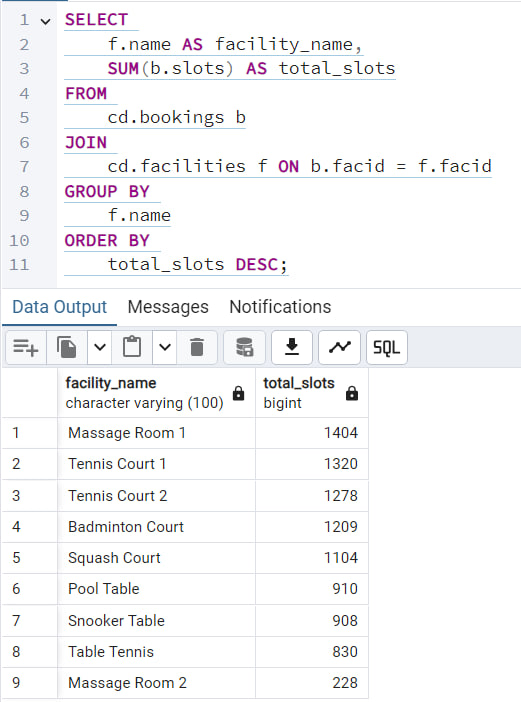 1 SELECT
2 f.name AS facility_name,
3 SUM(b.slots) AS total_slots
4 FROM
5 cd.bookings b
6 JOIN
7 cd.facilities f ON b.facid = f.facid
8 GROUP BY
9 f.name
10 ORDER BY
11 total_slots DESC;
Data Output Messages Notifications
SQL
facility_name total_slots
character varying (100) bigint
1 Massage Room 1 1404
2 Tennis Court 1 1320
3 Tennis Court 2 1278
4 Badminton Court 1209
5 Squash Court 1104
6 Pool Table 910
7 Snooker Table 908
8 Table Tennis 830
9 Massage Room 2 228